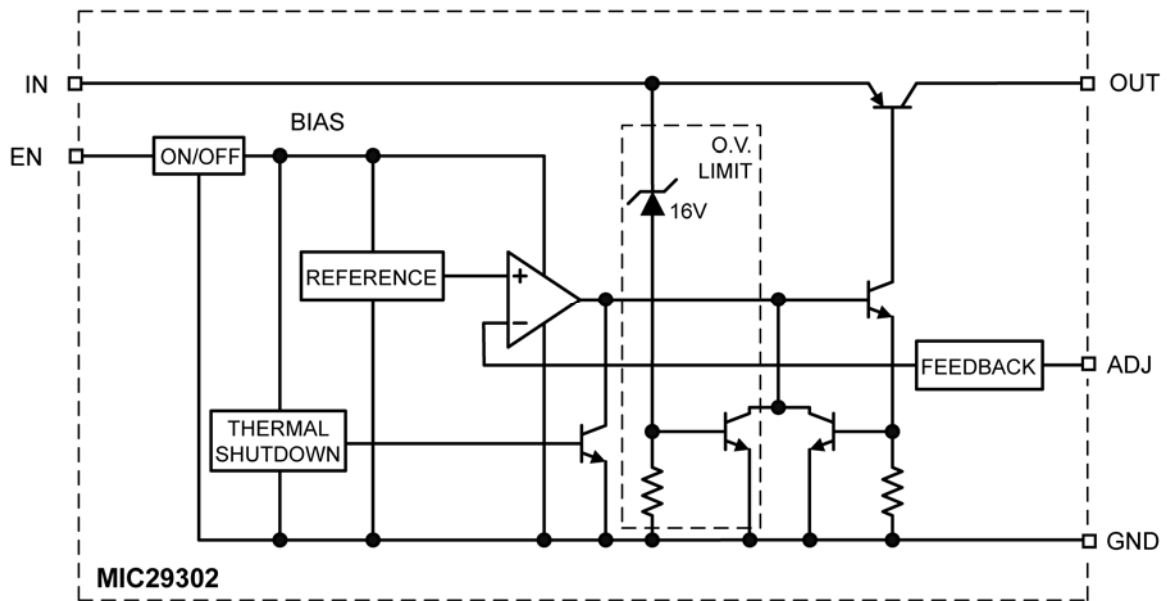 IN
OUT
BIAS
O.V.
LIMIT
EN
ON/OFF
16V
REFERENCE
+
−
FEEDBACK
ADJ
THERMAL
SHUTDOWN
GND
MIC29302